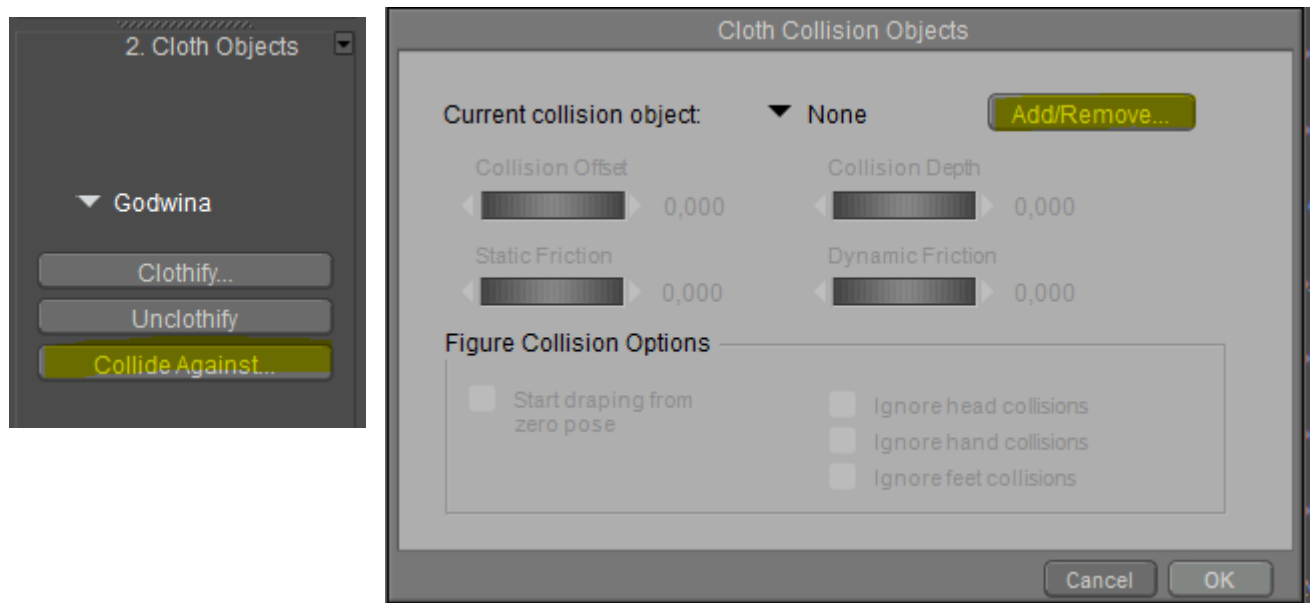 2. Cloth Objects
Godwina
Clothify...
Unclothify
Collide Against...
Cloth Collision Objects
Current collision object: None Add/Remove...
Collision Offset Collision Depth
0,000 0,000
Static Friction Dynamic Friction
0,000 0,000
Figure Collision Options
Start draping from
zero pose
Ignore head collisions
Ignore hand collisions
Ignore feet collisions
Cancel OK